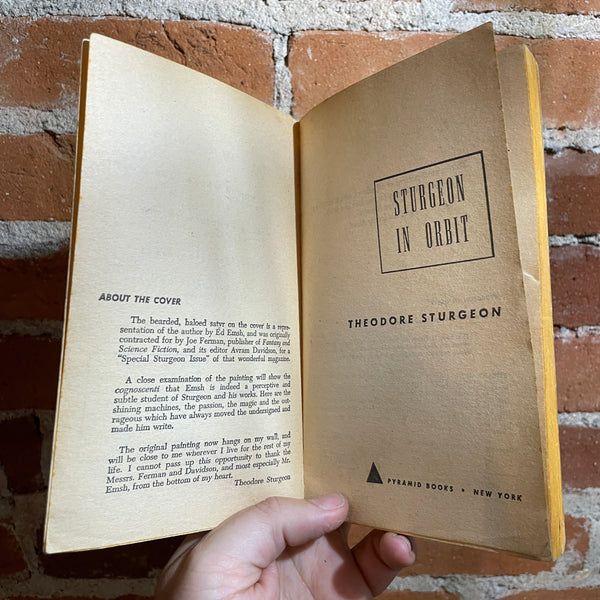 ABOUT THE COVER
The bearded, haloed satyr on the cover is a repre-
sentation of the author by Ed Emsh, and was originally
contracted for by Joe Ferman, publisher of Fantasy and
Science Fiction, and its editor Avram Davidson, for a
"Special Sturgeon Issue" of that wonderful magazine.
A close examination of the painting will show the
cognoscenti that Emsh is indeed a perceptive and
subtle student of Sturgeon and his works. Here are the
shining machines, the passion, the magic and the out-
rageous which have always moved the undersigned and
made him write.
The original painting now hangs on my wall, and
will be close to me wherever I live for the rest of my
life. I cannot pass up this opportunity to thank the
Messrs. Ferman and Davidson, and most especially Mr.
Emsh, from the bottom of my heart.
Theodore Sturgeon
STURGEON
IN ORBIT
THEODORE STURGEON
PYRAMID BOOKS • NEW YORK